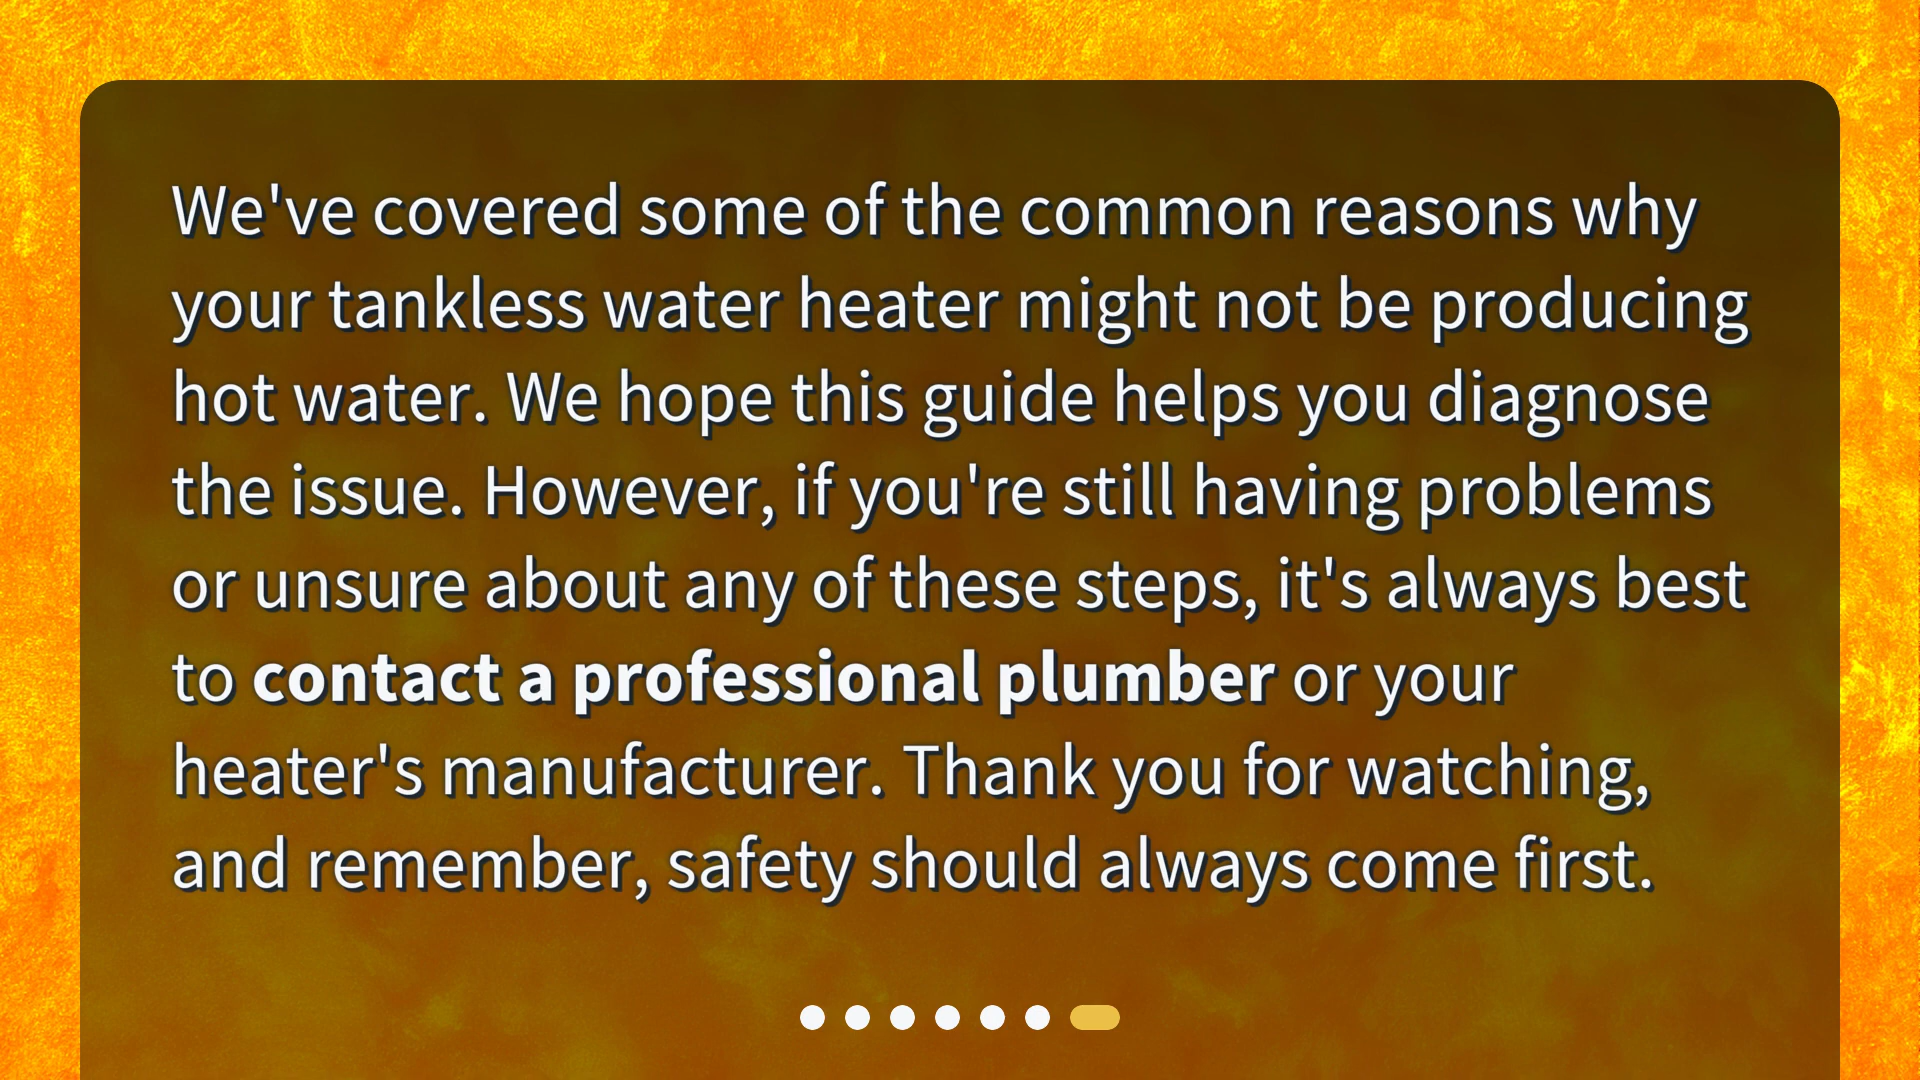 We've covered some of the common reasons why
your tankless water heater might not be producing
hot water. We hope this guide helps you diagnose
the issue. However, if you're still having problems
or unsure about any of these steps, it's always best
to contact a professional plumber or your
heater's manufacturer. Thank you for watching,
and remember, safety should always come first.